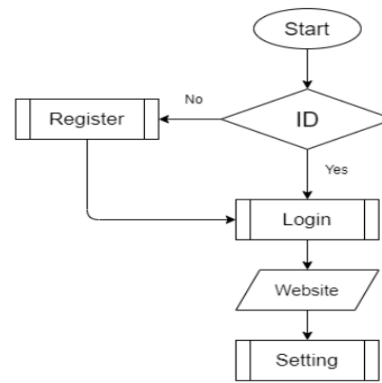 Start
No
Register
ID
Yes
Login
Website
Setting